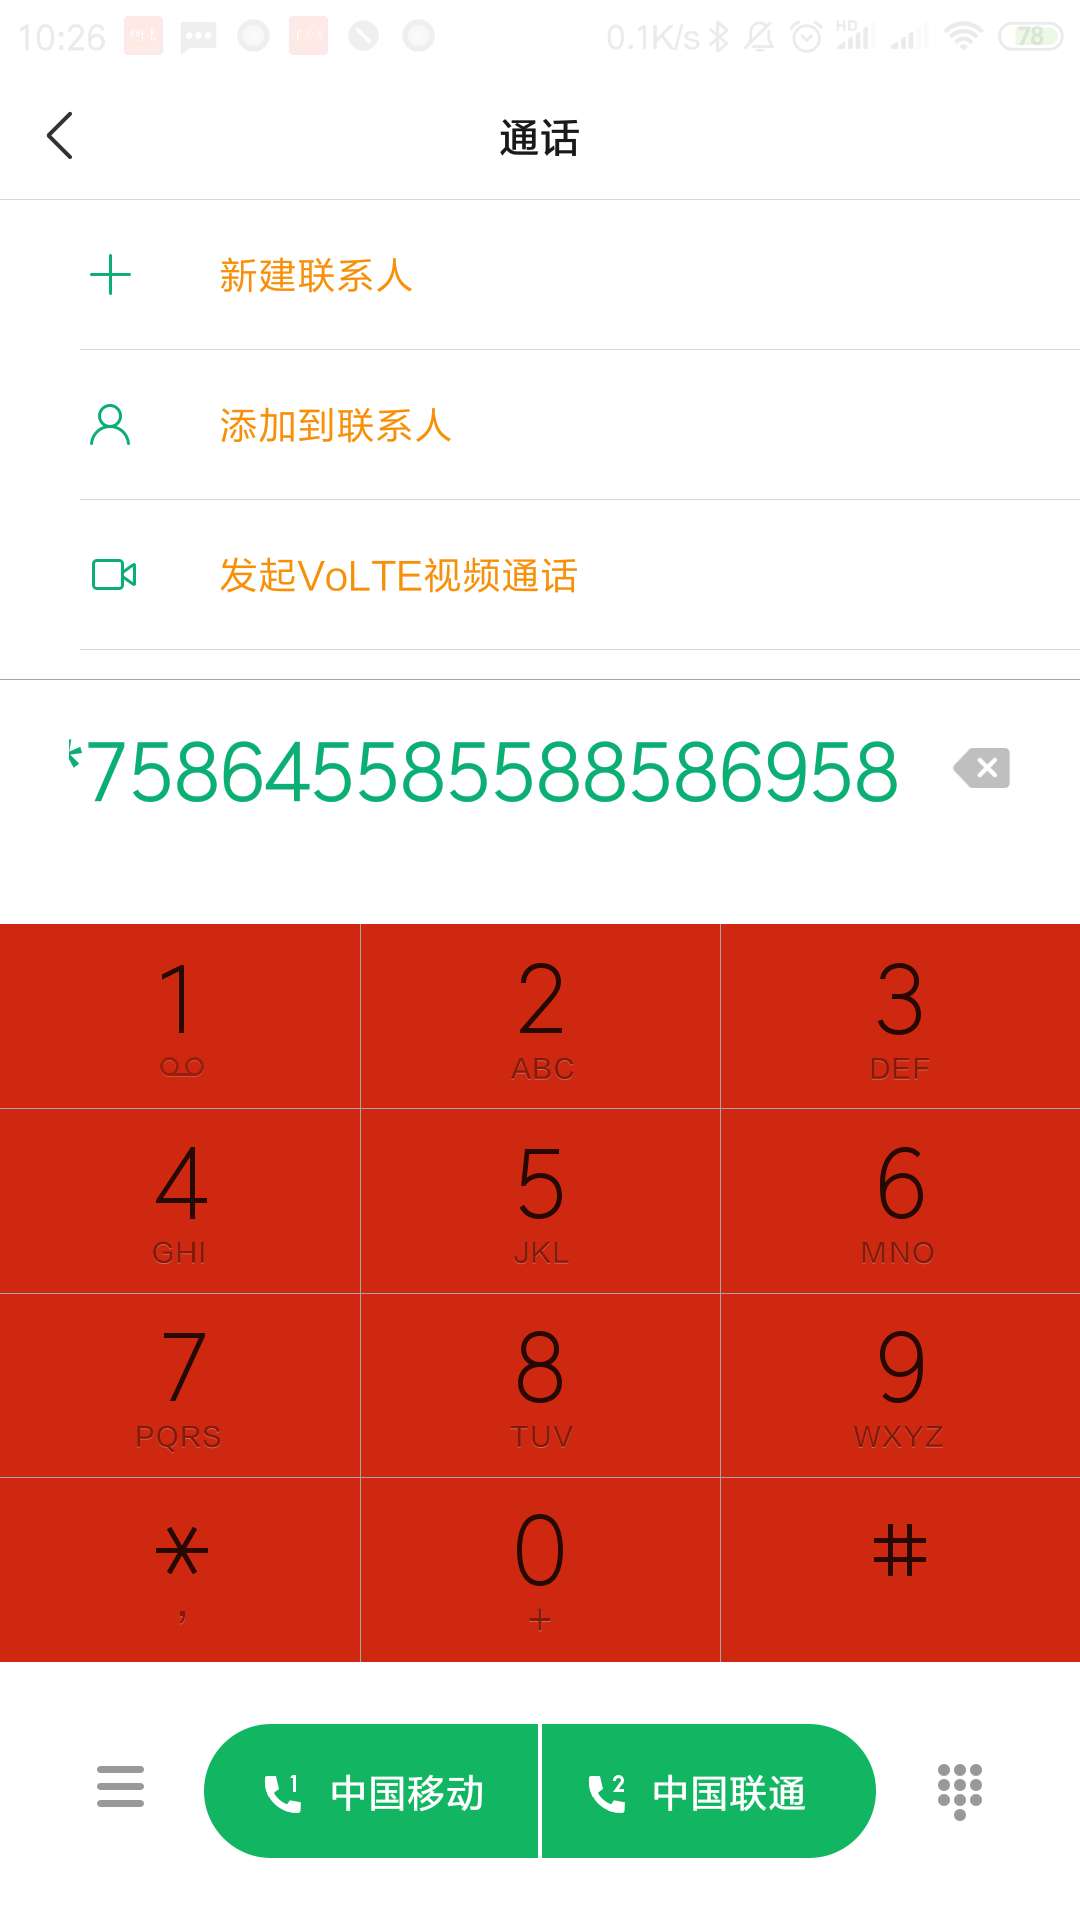 10:26 0.1K/s HD 78
通话
新建联系人
添加到联系人
发起VoLTE视频通话
*758645585588586958
1 2 3
ABC DEF
4 5 6
GHI JKL MNO
7 8 9
PQRS TUV WXYZ
* 0 #
, +
1 中国移动 2 中国联通